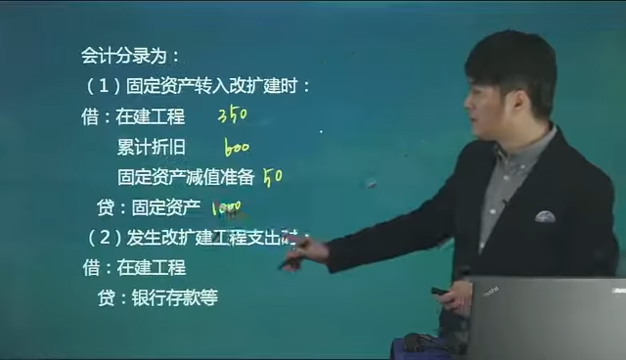 会计分录为：
（1）固定资产转入改扩建时：
借：在建工程 350
累计折旧 600
固定资产减值准备 50
贷：固定资产 1000
（2）发生改扩建工程支出时：
借：在建工程
贷：银行存款等